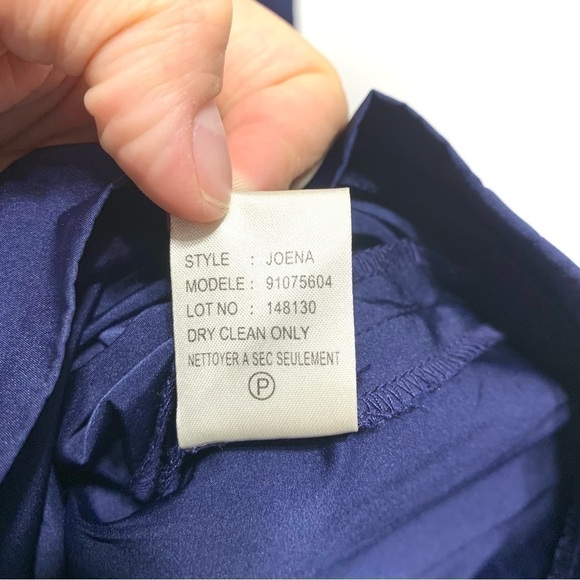 STYLE : JOENA
MODELE : 91075604
LOT NO : 148130
DRY CLEAN ONLY
NETTOYER A SEC SEULEMENT
P